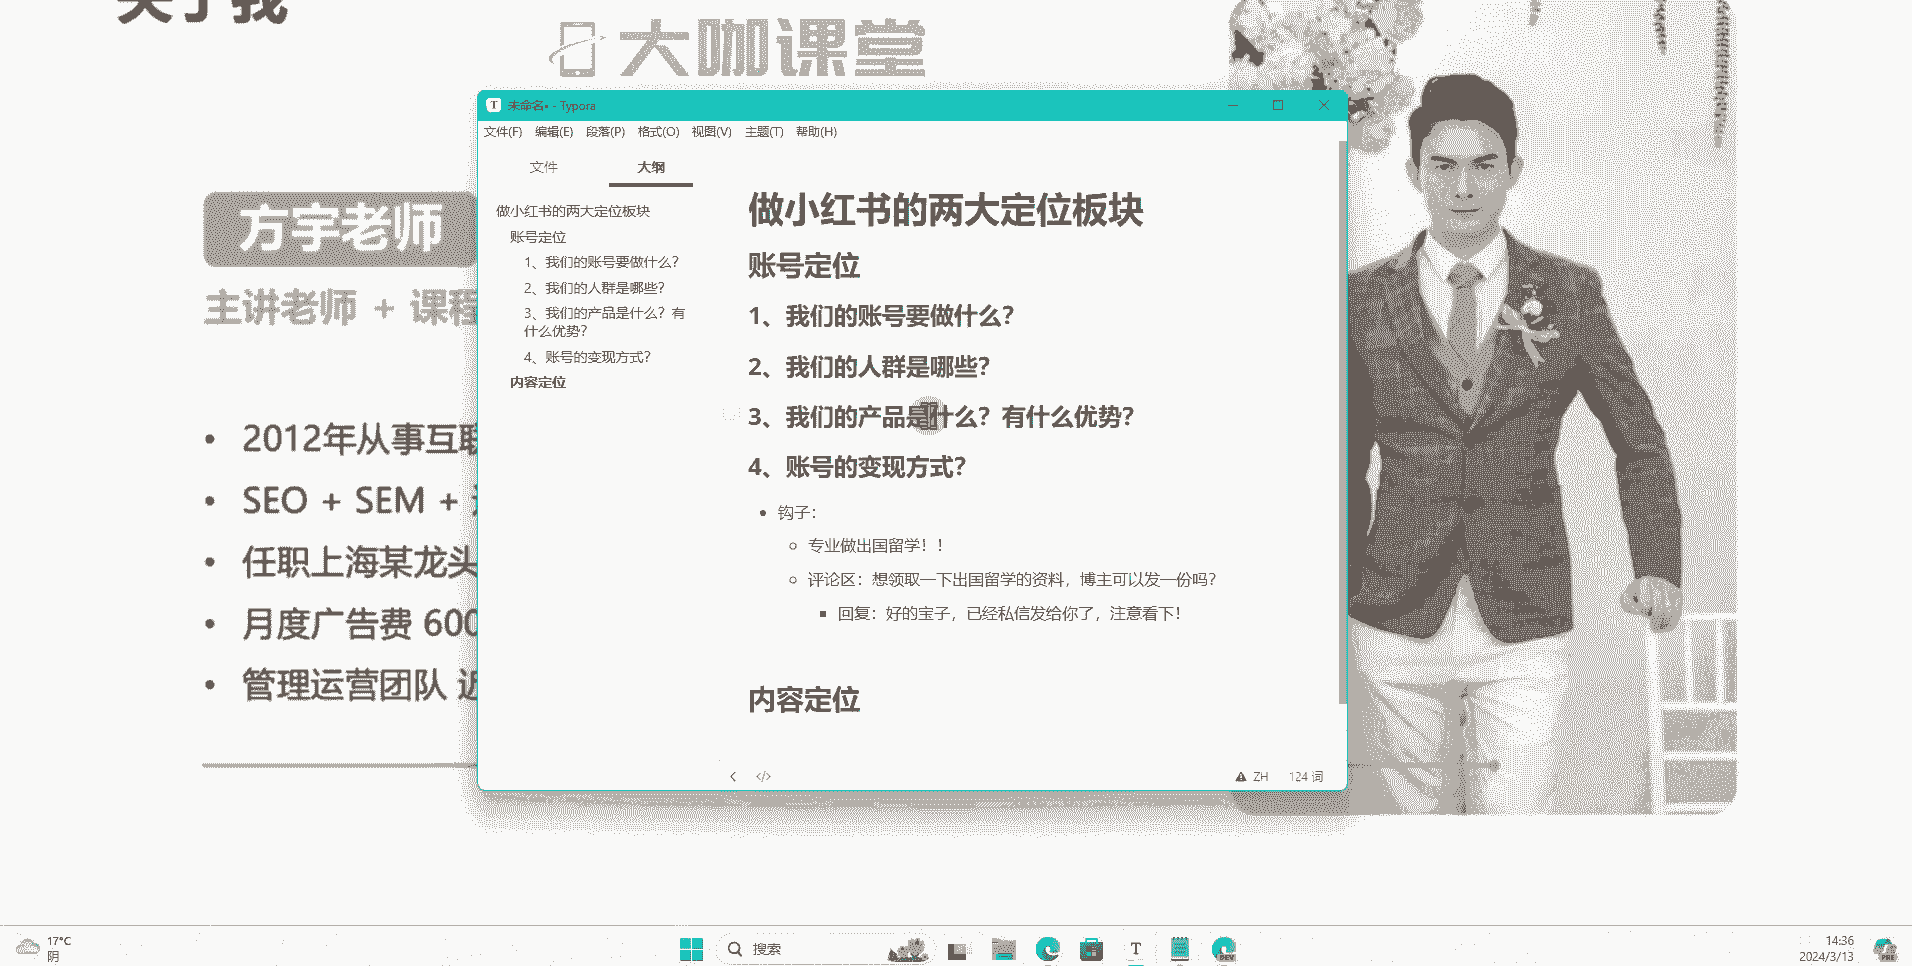 关于我
大咖课堂
方宇老师
主讲老师 + 课程
2012年从事互联
SEO + SEM +
任职上海某龙头
月度广告费 600
管理运营团队 近
未命名• - Typora
文件(F) 编辑(E) 段落(P) 格式(O) 视图(V) 主题(T) 帮助(H)
文件 大纲
做小红书的两大定位板块
账号定位
1、我们的账号要做什么？
2、我们的人群是哪些？
3、我们的产品是什么？有
什么优势？
4、账号的变现方式？
内容定位
做小红书的两大定位板块
账号定位
1、我们的账号要做什么？
2、我们的人群是哪些？
3、我们的产品是什么？有什么优势？
4、账号的变现方式？
钩子：
专业做出国留学！！
评论区：想领取一下出国留学的资料，博主可以发一份吗？
回复：好的宝子，已经私信发给你了，注意看下！
内容定位
ZH 124 词
17°C
阴
搜索
T
DEV
14:36
2024/3/13
PRE